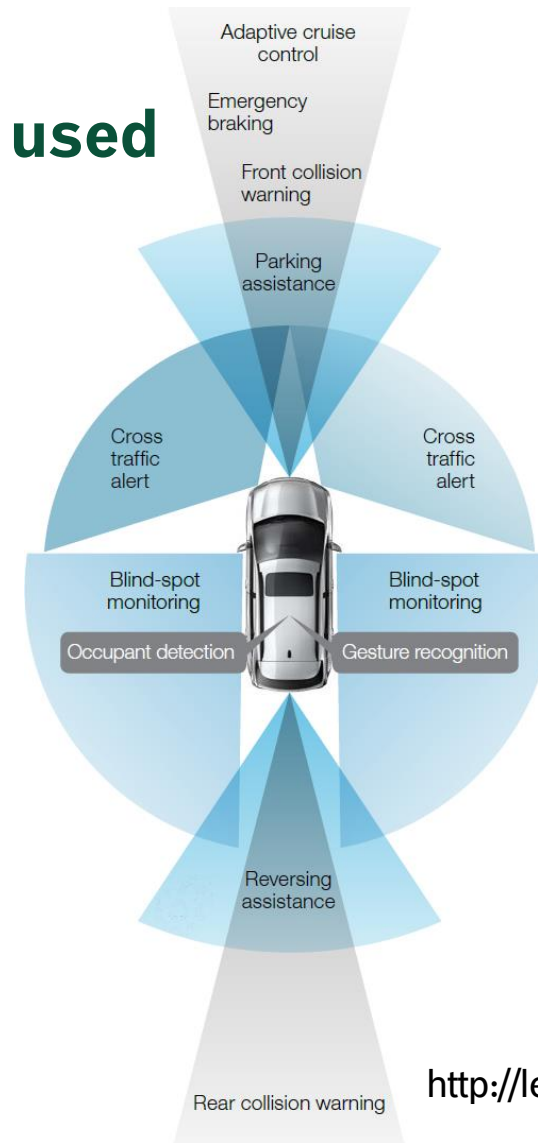 Adaptive cruise
control
used
Emergency
braking
Front collision
warning
Parking
assistance
Cross
traffic
alert
Cross
traffic
alert
Blind-spot
monitoring
Blind-spot
monitoring
Occupant detection
Gesture recognition
Reversing
assistance
http://le
Rear collision warning